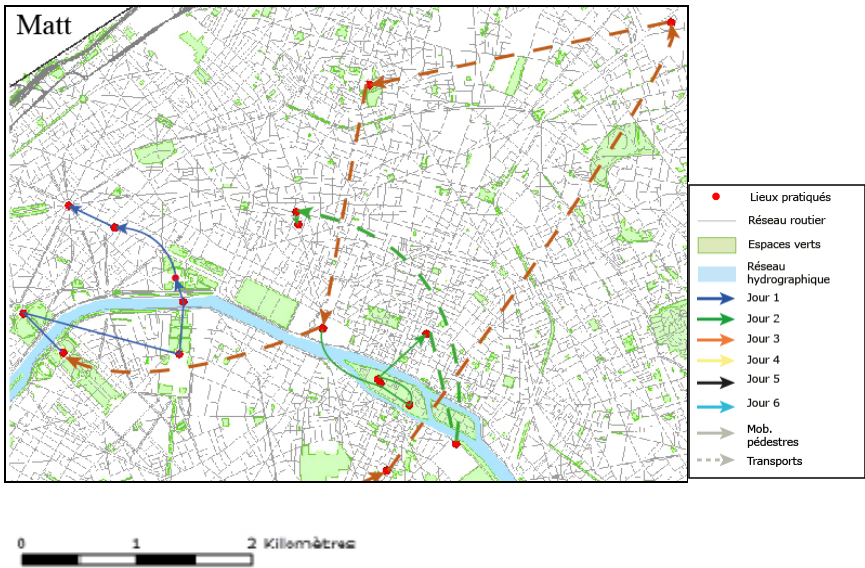 Matt
Lieux pratiqués
Réseau routier
Espaces verts
Réseau
hydrographique
Jour 1
Jour 2
Jour 3
Jour 4
Jour 5
Jour 6
Mob.
pédestres
Transports
0 1 2 Kilomètres